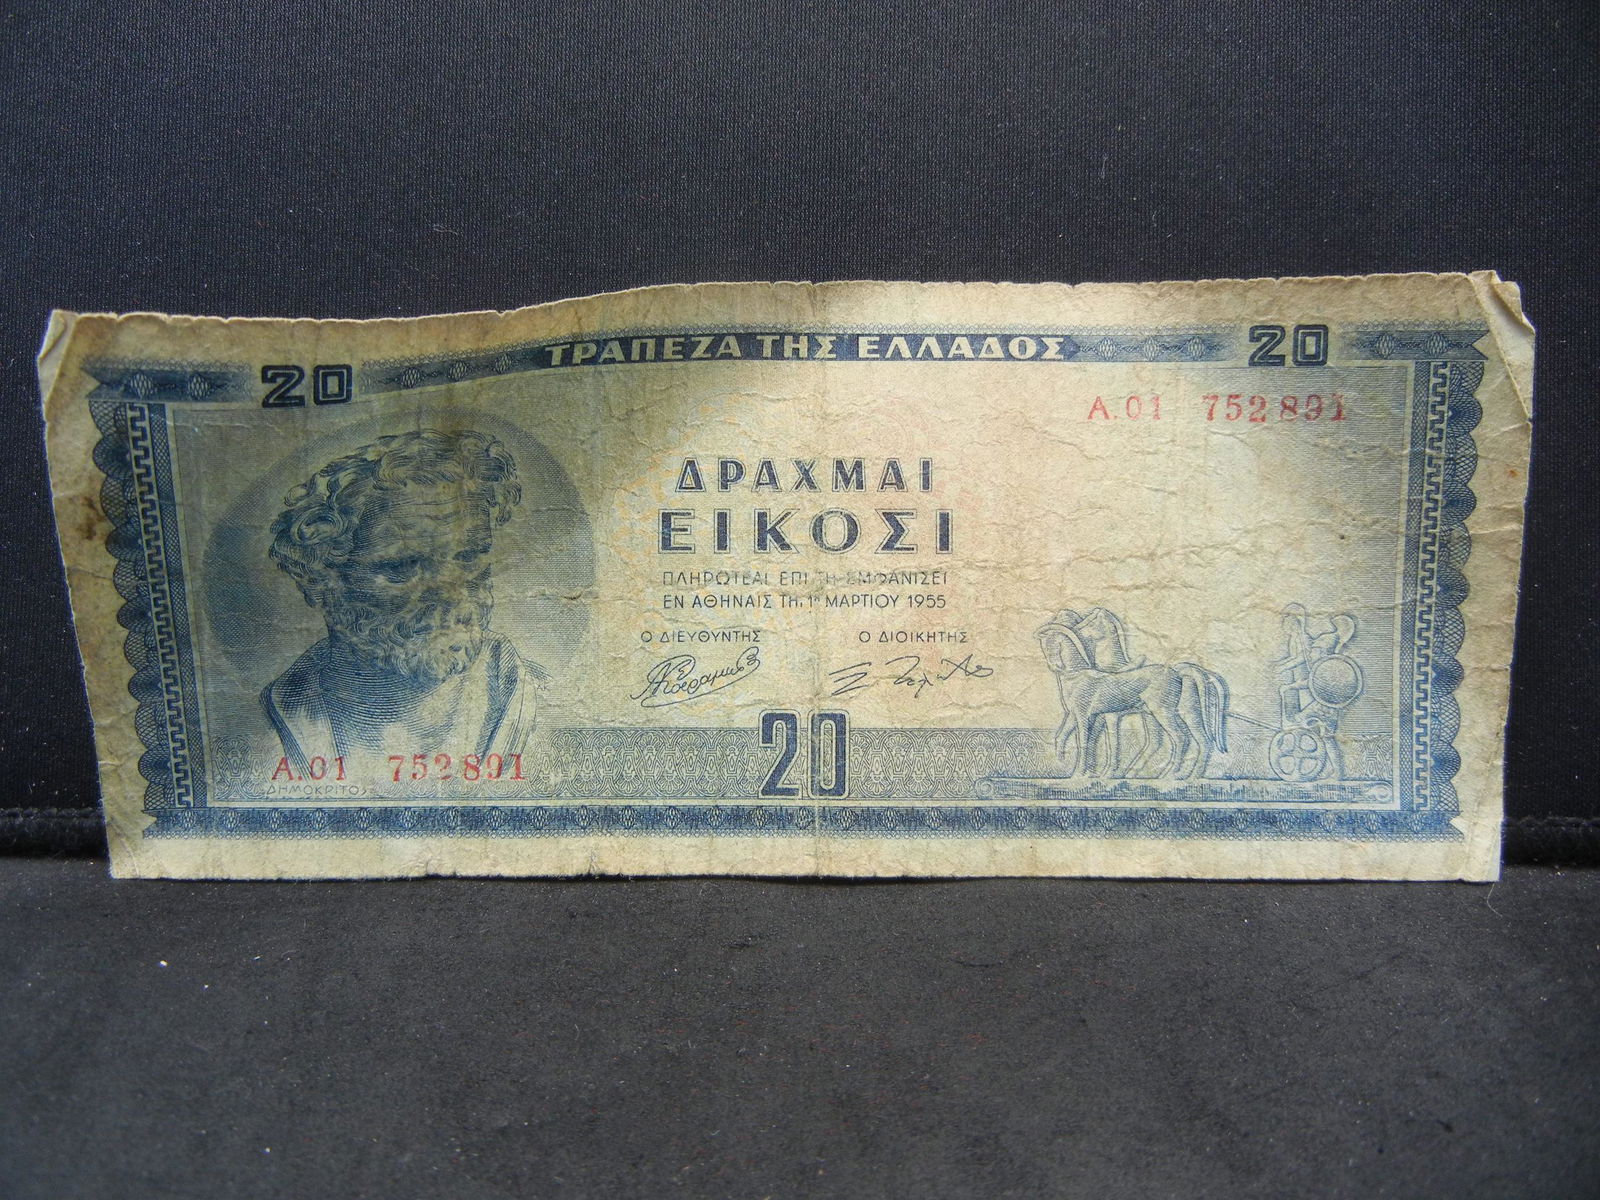 ΤΡΑΠΕΖΑ ΤΗΣ ΕΛΛΑΔΟΣ
20 20
Α.01 752891
ΔΡΑΧΜΑΙ
ΕΙΚΟΣΙ
ΠΛΗΡΩΤΕΑΙ ΕΠΙ ΤΗ ΕΜΦΑΝΙΣΕΙ
ΕΝ ΑΘΗΝΑΙΣ ΤΗ, 1ῃ ΜΑΡΤΙΟΥ 1955
Ο ΔΙΕΥΘΥΝΤΗΣ Ο ΔΙΟΙΚΗΤΗΣ
20
Α.01 752891
ΔΗΜΟΚΡΙΤΟΣ